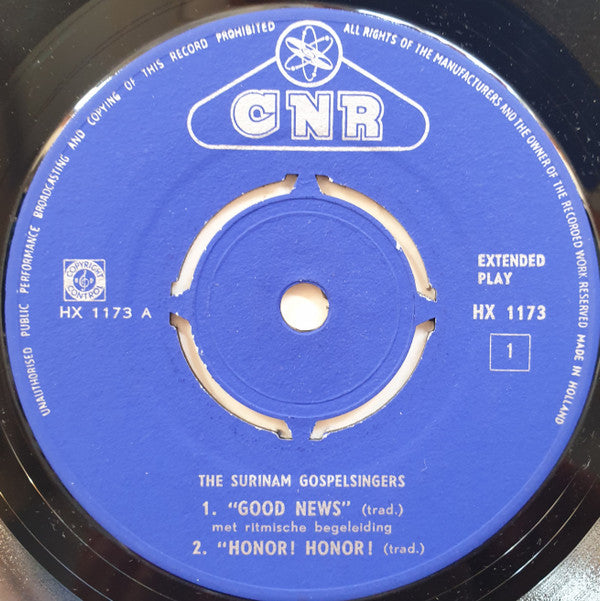 UNAUTHORISED PUBLIC PERFORMANCE BROADCASTING AND COPYING OF THIS RECORD PROHIBITED ALL RIGHTS OF THE MANUFACTURERS AND THE OWNER OF THE RECORDED WORK RESERVED MADE IN HOLLAND
CNR
COPYRIGHT
CONTROL
HX 1173 A
EXTENDED
PLAY
HX 1173
1
THE SURINAM GOSPELSINGERS
1. “GOOD NEWS” (trad.)
met ritmische begeleiding
2. “HONOR! HONOR! (trad.)